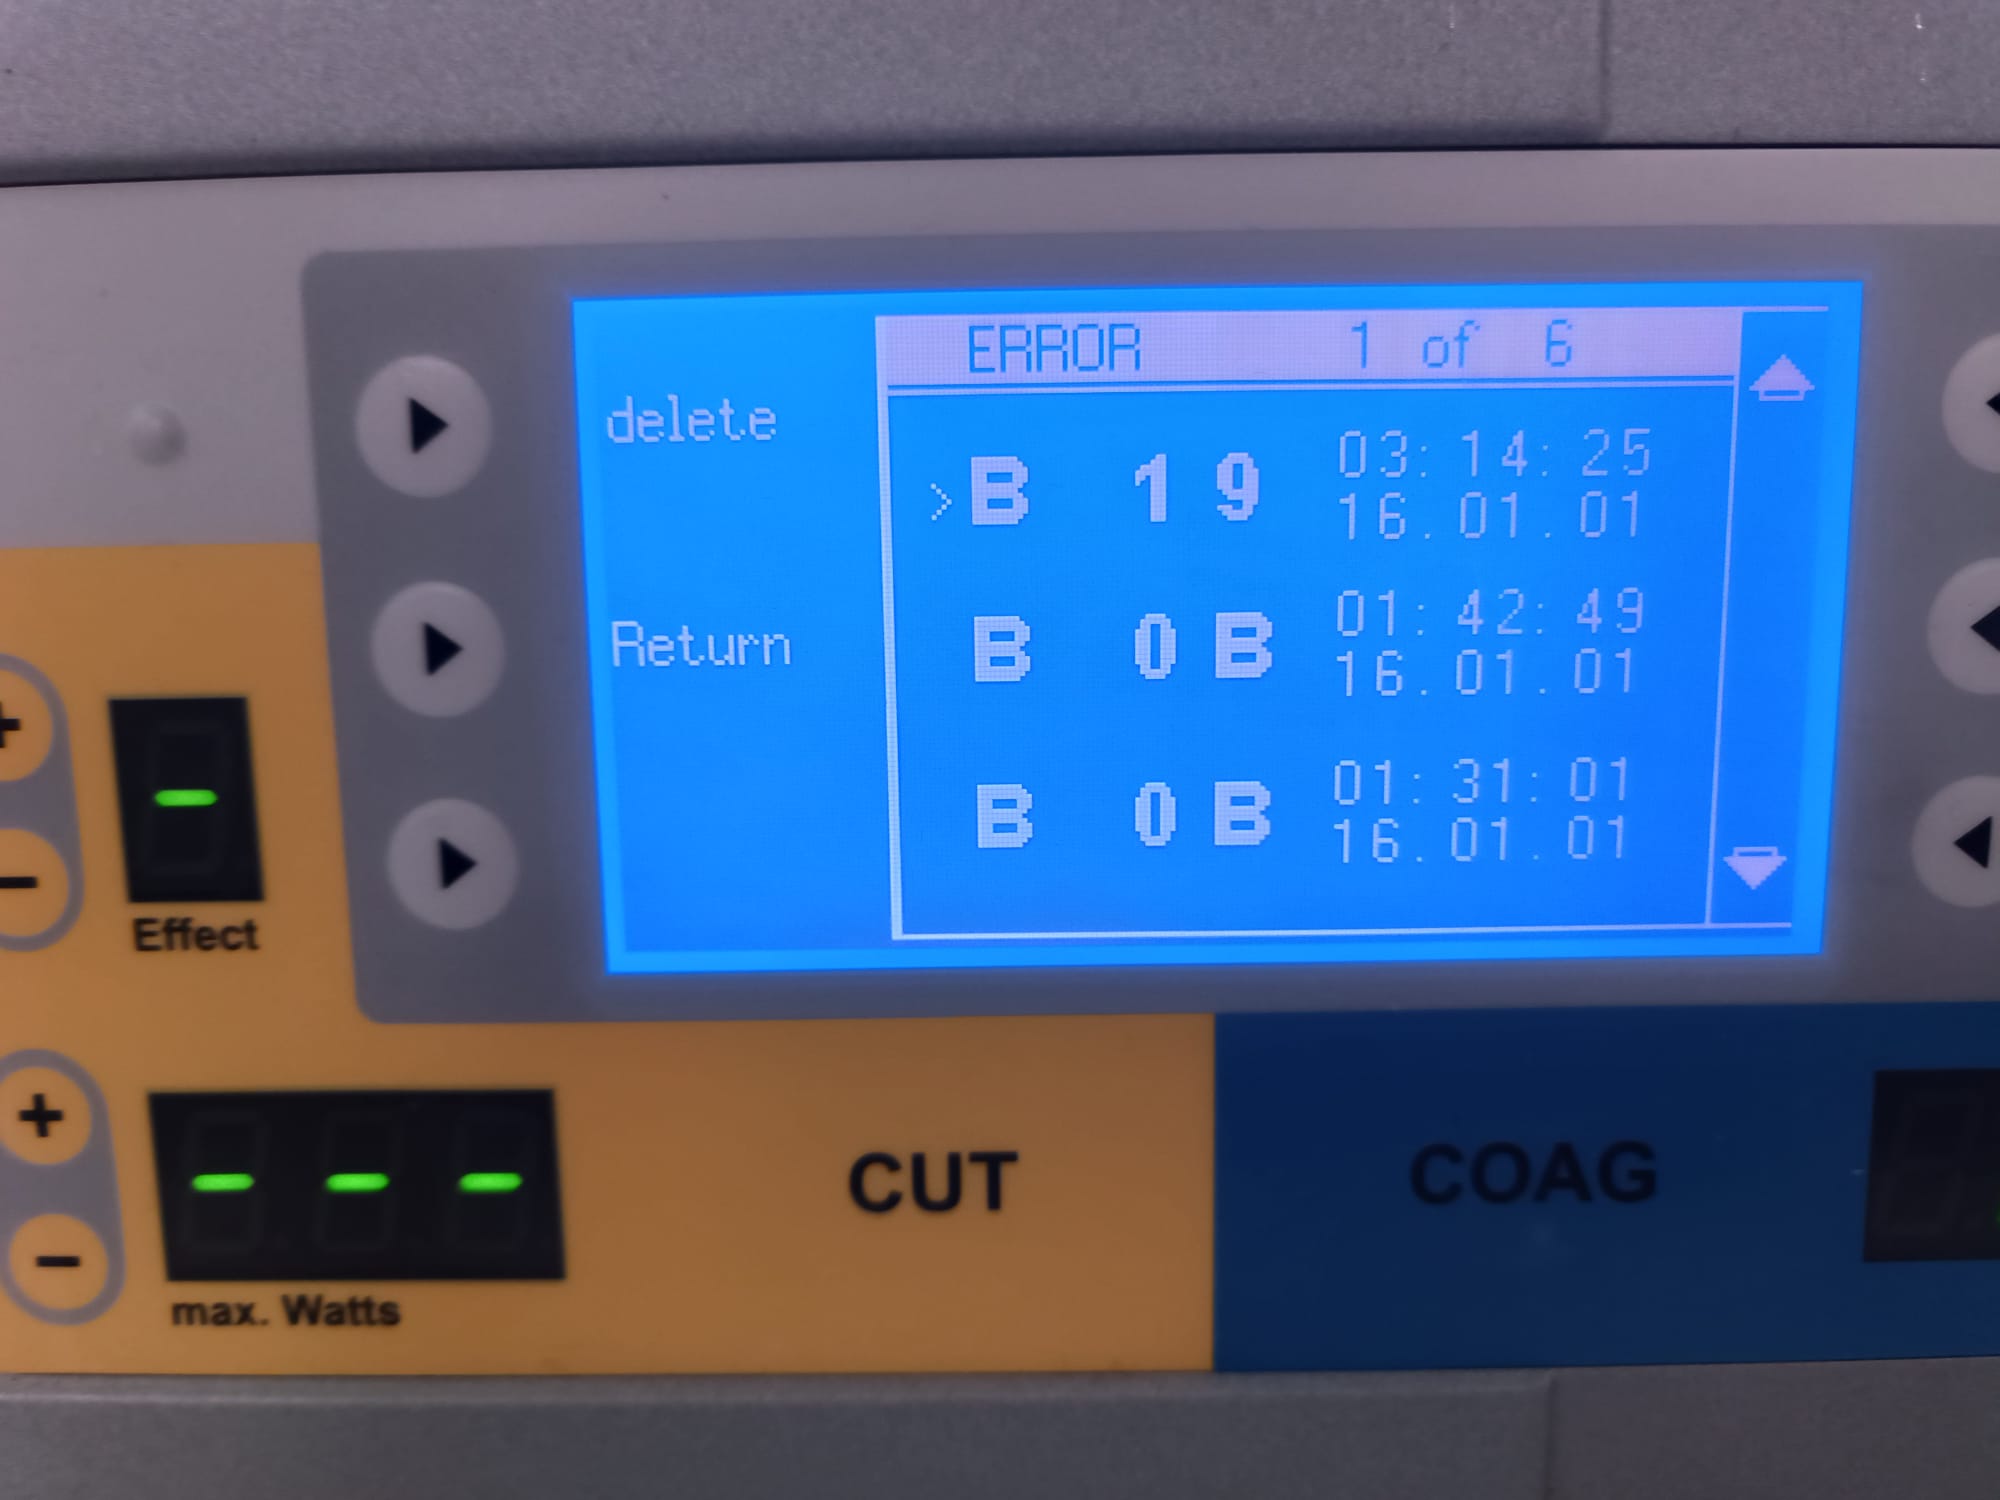 ERROR 1 of 6
delete
>B 19 03:14:25
16.01.01
Return
B 0B 01:42:49
16.01.01
B 0B 01:31:01
16.01.01
+
-
-
Effect
+
-
- - -
max. Watts
CUT
COAG